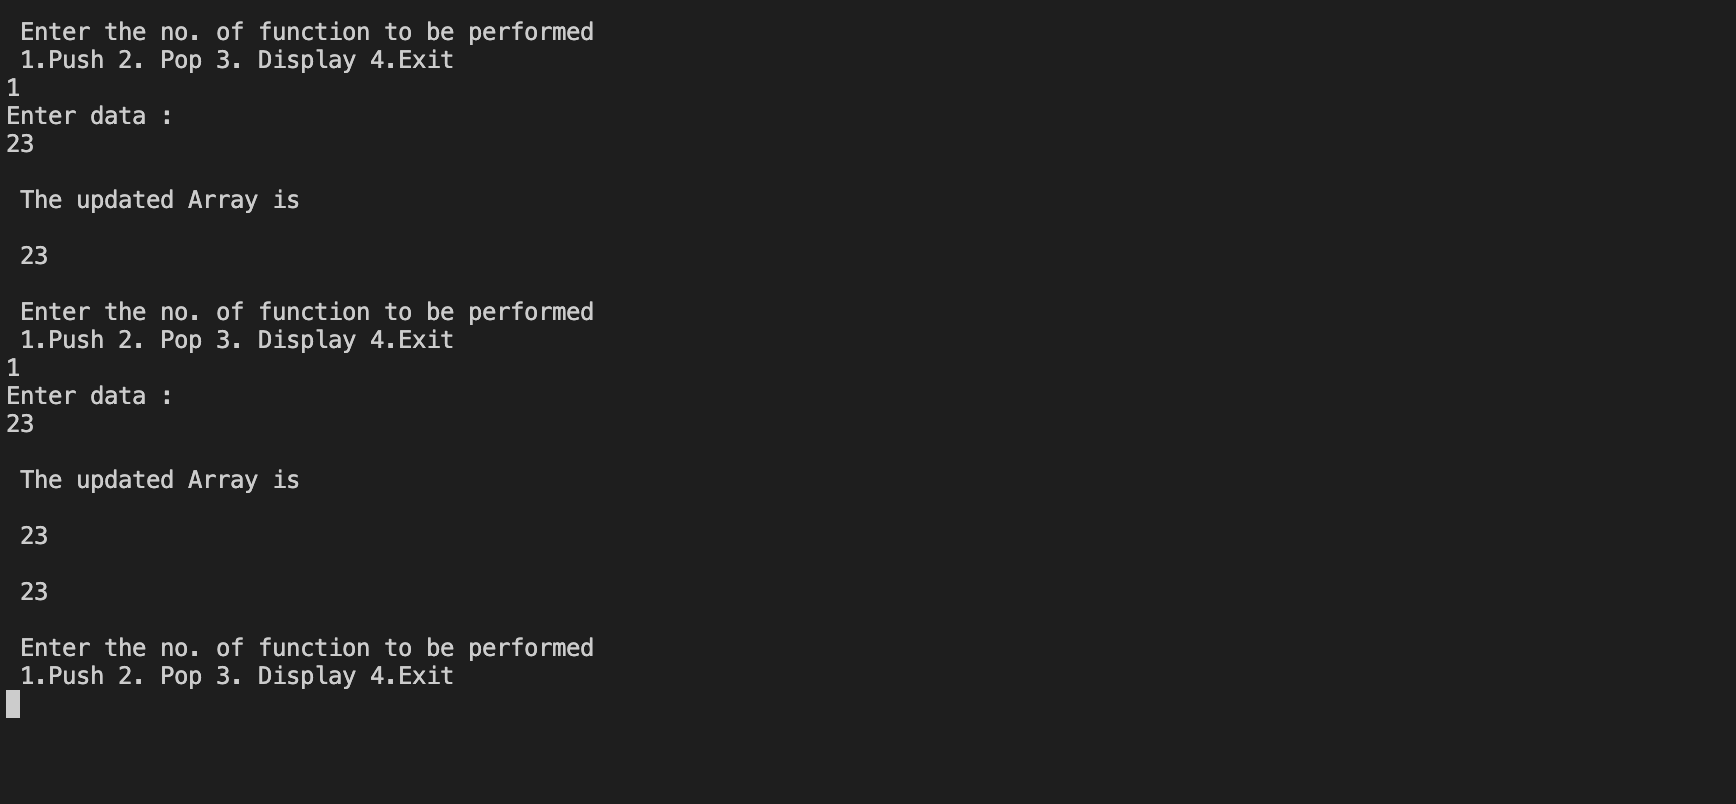 Enter the no. of function to be performed
1.Push 2. Pop 3. Display 4.Exit
1
Enter data :
23
The updated Array is
23
Enter the no. of function to be performed
1.Push 2. Pop 3. Display 4.Exit
1
Enter data :
23
The updated Array is
23
23
Enter the no. of function to be performed
1.Push 2. Pop 3. Display 4.Exit